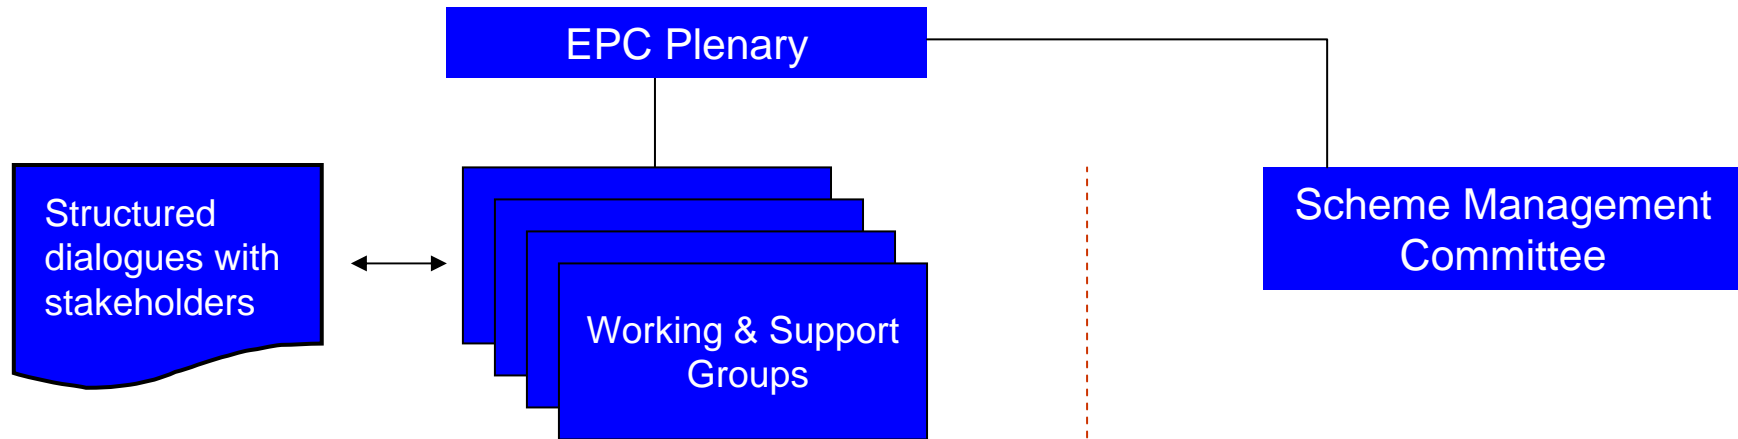 EPC Plenary
Structured
dialogues with
stakeholders
Working & Support
Groups
Scheme Management
Committee